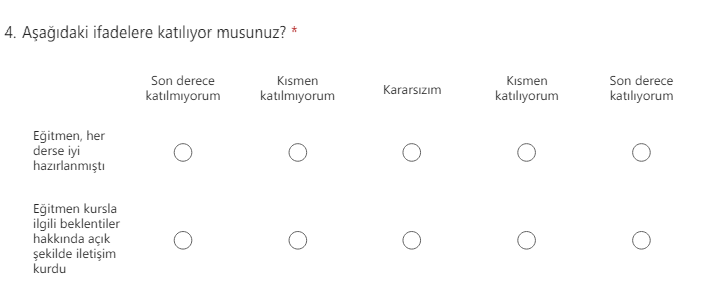 4. Aşağıdaki ifadelere katılıyor musunuz? *
Son derece
katılmıyorum
Kısmen
katılmıyorum
Kararsızım
Kısmen
katılıyorum
Son derece
katılıyorum
Eğitmen, her
derse iyi
hazırlanmıştı
Eğitmen kursla
ilgili beklentiler
hakkında açık
şekilde iletişim
kurdu